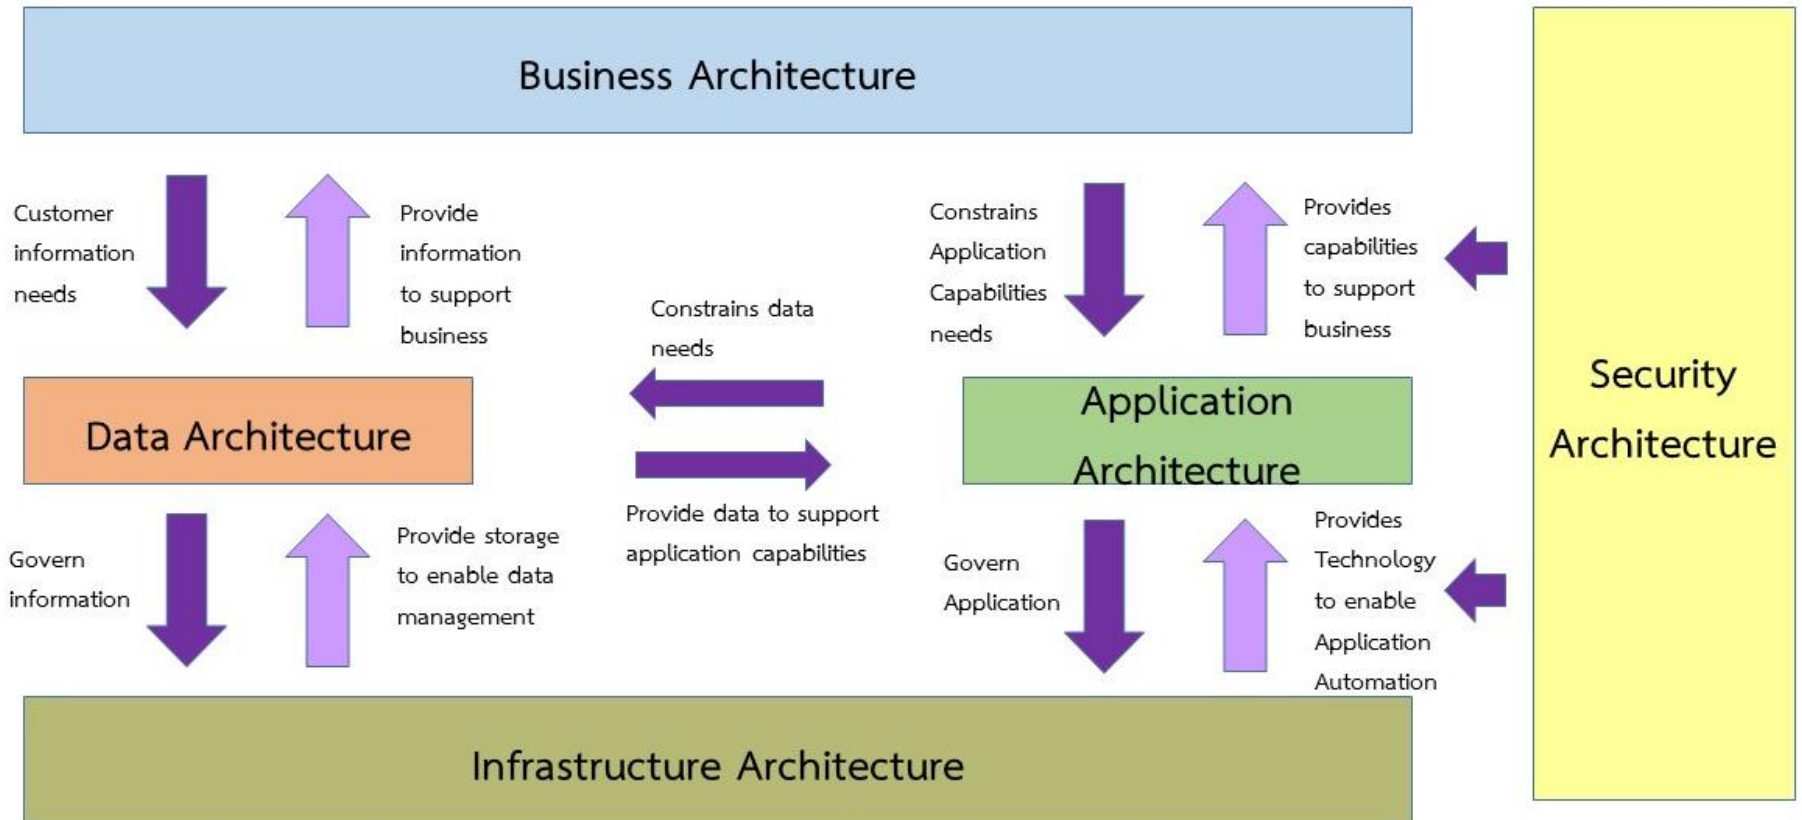 Business Architecture
Customer
information
needs
Provide
information
to support
business
Constrains data
needs
Constrains
Application
Capabilities
needs
Provides
capabilities
to support
business
Data Architecture
Application
Architecture
Security
Architecture
Provide data to support
application capabilities
Govern
information
Provide storage
to enable data
management
Govern
Application
Provides
Technology
to enable
Application
Automation
Infrastructure Architecture